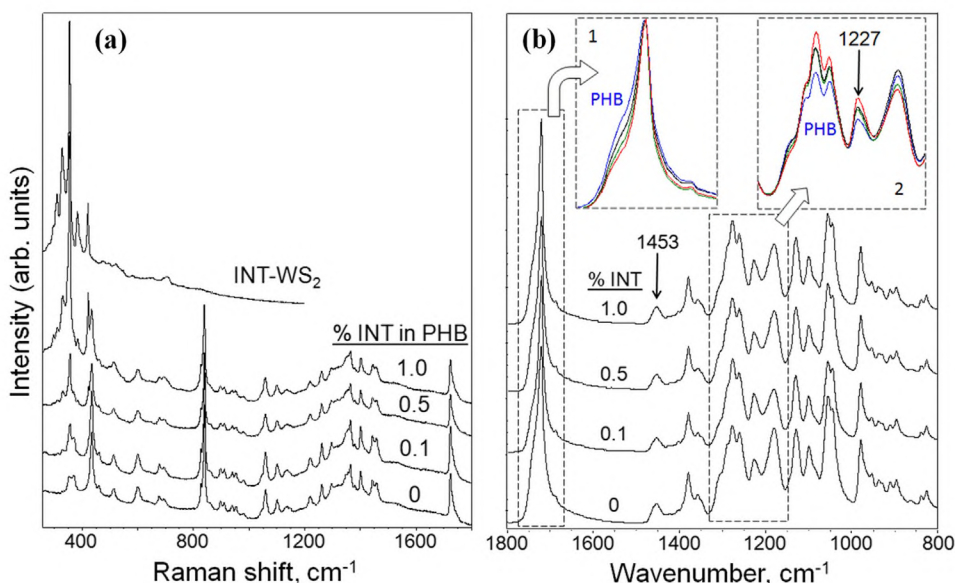 (a)
INT-WS2
% INT in PHB
1.0
0.5
0.1
0
Intensity (arb. units)
400
800
1200
1600
Raman shift, cm-1
(b)
1
PHB
1227
PHB
2
1453
% INT
1.0
0.5
0.1
0
1800
1600
1400
1200
1000
800
Wavenumber, cm-1